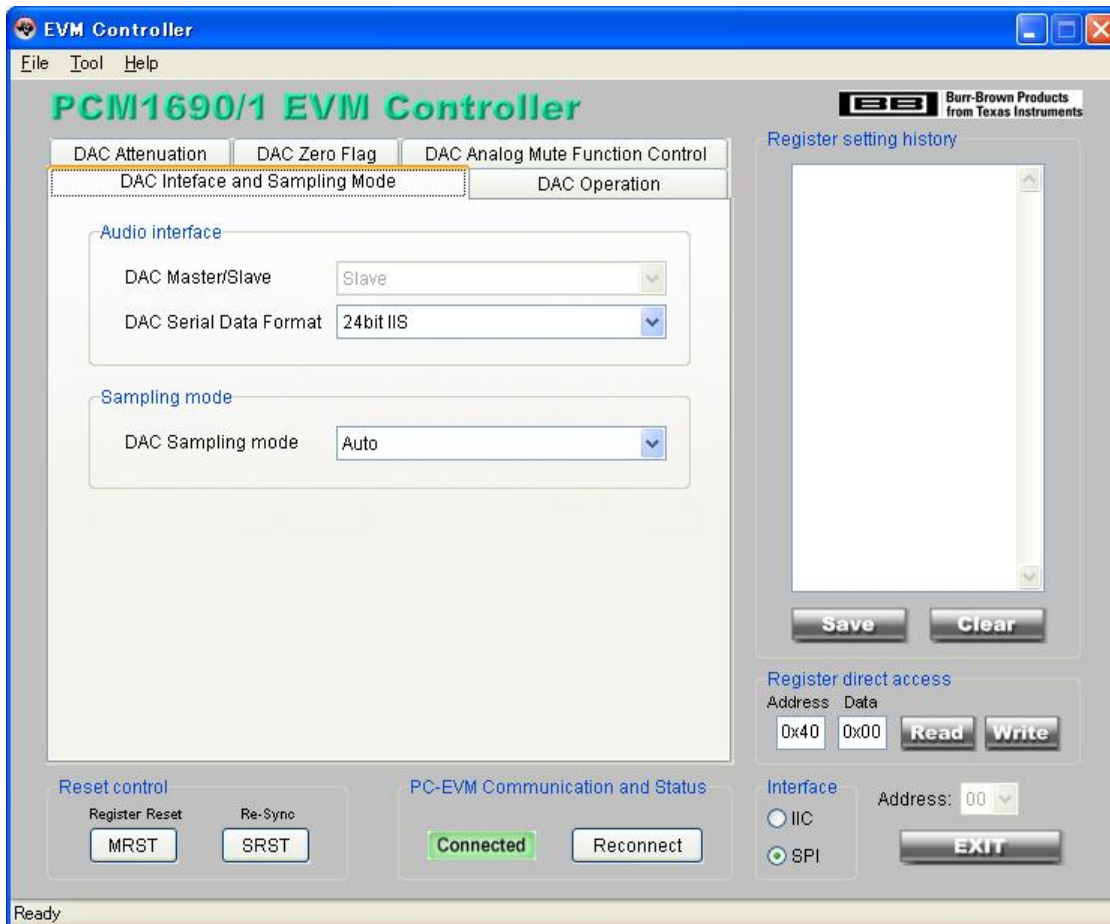 EVM Controller
File Tool Help
PCM1690/1 EVM Controller
BB Burr-Brown Products
from Texas Instruments
DAC Attenuation DAC Zero Flag DAC Analog Mute Function Control
DAC Inteface and Sampling Mode DAC Operation
Audio interface
DAC Master/Slave Slave
DAC Serial Data Format 24bit IIS
Sampling mode
DAC Sampling mode Auto
Register setting history
Save Clear
Register direct access
Address Data
0x40 0x00 Read Write
Reset control
Register Reset Re-Sync
MRST SRST
PC-EVM Communication and Status
Connected Reconnect
Interface
IIC
SPI
Address: 00
EXIT
Ready